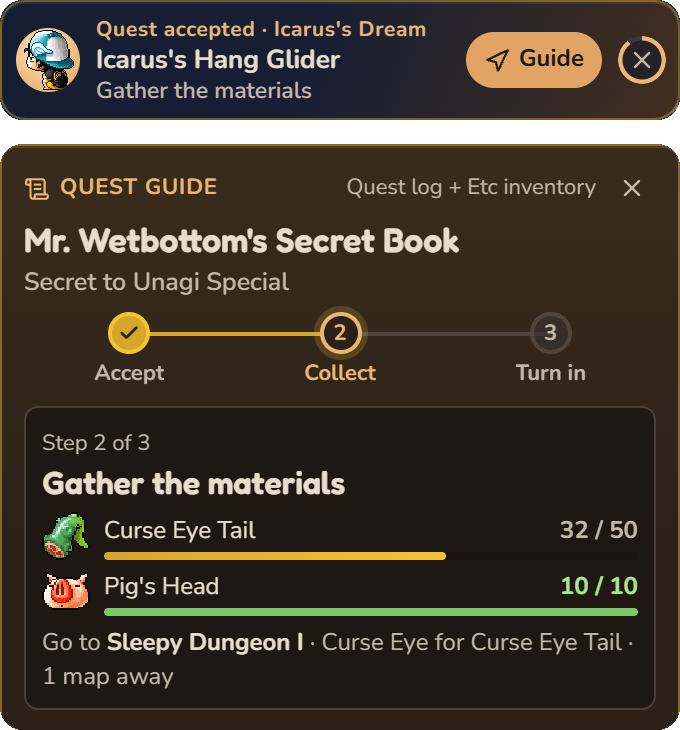 Quest accepted · Icarus's Dream
Icarus's Hang Glider
Gather the materials
Guide
QUEST GUIDE
Quest log + Etc inventory
Mr. Wetbottom's Secret Book
Secret to Unagi Special
2
3
Accept
Collect
Turn in
Step 2 of 3
Gather the materials
Curse Eye Tail
32 / 50
Pig's Head
10 / 10
Go to Sleepy Dungeon I · Curse Eye for Curse Eye Tail ·
1 map away